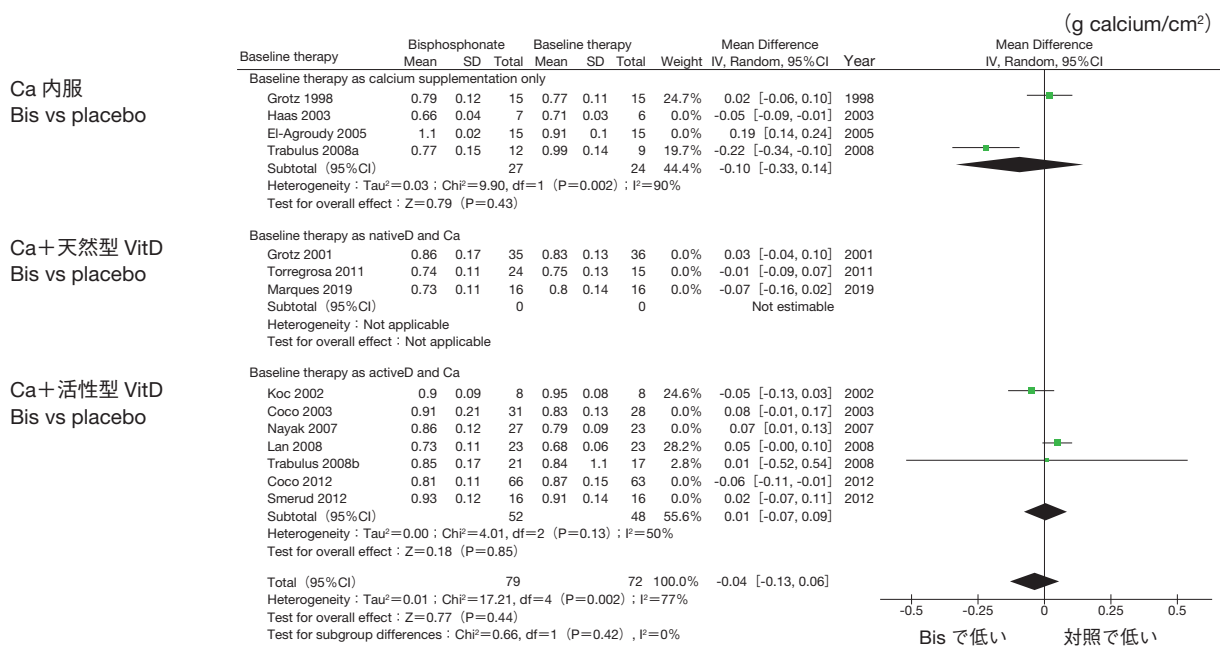 (g calcium/cm²)
Bisphosphonate Baseline therapy Mean Difference Mean Difference
Baseline therapy Mean SD Total Mean SD Total Weight IV, Random, 95%CI Year IV, Random, 95%CI
Ca 内服
Bis vs placebo
Baseline therapy as calcium supplementation only
Grotz 1998 0.79 0.12 15 0.77 0.11 15 24.7% 0.02 [-0.06, 0.10] 1998
Haas 2003 0.66 0.04 7 0.71 0.03 6 0.0% -0.05 [-0.09, -0.01] 2003
El-Agroudy 2005 1.1 0.02 15 0.91 0.1 15 0.0% 0.19 [0.14, 0.24] 2005
Trabulus 2008a 0.77 0.15 12 0.99 0.14 9 19.7% -0.22 [-0.34, -0.10] 2008
Subtotal (95%CI) 27 24 44.4% -0.10 [-0.33, 0.14]
Heterogeneity：Tau²＝0.03；Chi²＝9.90, df＝1 (P＝0.002)；I²＝90%
Test for overall effect：Z＝0.79 (P＝0.43)
Ca＋天然型 VitD
Bis vs placebo
Baseline therapy as nativeD and Ca
Grotz 2001 0.86 0.17 35 0.83 0.13 36 0.0% 0.03 [-0.04, 0.10] 2001
Torregrosa 2011 0.74 0.11 24 0.75 0.13 15 0.0% -0.01 [-0.09, 0.07] 2011
Marques 2019 0.73 0.11 16 0.8 0.14 16 0.0% -0.07 [-0.16, 0.02] 2019
Subtotal (95%CI) 0 0 Not estimable
Heterogeneity：Not applicable
Test for overall effect：Not applicable
Ca＋活性型 VitD
Bis vs placebo
Baseline therapy as activeD and Ca
Koc 2002 0.9 0.09 8 0.95 0.08 8 24.6% -0.05 [-0.13, 0.03] 2002
Coco 2003 0.91 0.21 31 0.83 0.13 28 0.0% 0.08 [-0.01, 0.17] 2003
Nayak 2007 0.86 0.12 27 0.79 0.09 23 0.0% 0.07 [0.01, 0.13] 2007
Lan 2008 0.73 0.11 23 0.68 0.06 23 28.2% 0.05 [-0.00, 0.10] 2008
Trabulus 2008b 0.85 0.17 21 0.84 1.1 17 2.8% 0.01 [-0.52, 0.54] 2008
Coco 2012 0.81 0.11 66 0.87 0.15 63 0.0% -0.06 [-0.11, -0.01] 2012
Smerud 2012 0.93 0.12 16 0.91 0.14 16 0.0% 0.02 [-0.07, 0.11] 2012
Subtotal (95%CI) 52 48 55.6% 0.01 [-0.07, 0.09]
Heterogeneity：Tau²＝0.00；Chi²＝4.01, df＝2 (P＝0.13)；I²＝50%
Test for overall effect：Z＝0.18 (P＝0.85)
Total (95%CI) 79 72 100.0% -0.04 [-0.13, 0.06]
Heterogeneity：Tau²＝0.01；Chi²＝17.21, df＝4 (P＝0.002)；I²＝77%
Test for overall effect：Z＝0.77 (P＝0.44)
Test for subgroup differences：Chi²＝0.66, df＝1 (P＝0.42), I²＝0%
-0.5 -0.25 0 0.25 0.5
Bis で低い 対照で低い